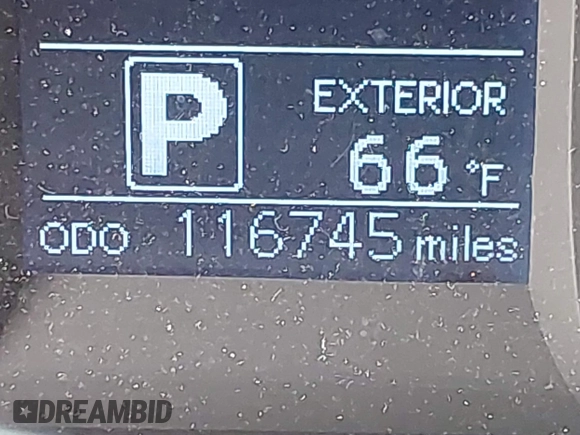 P
EXTERIOR
66 °F
ODO 116745 miles
DREAMBID